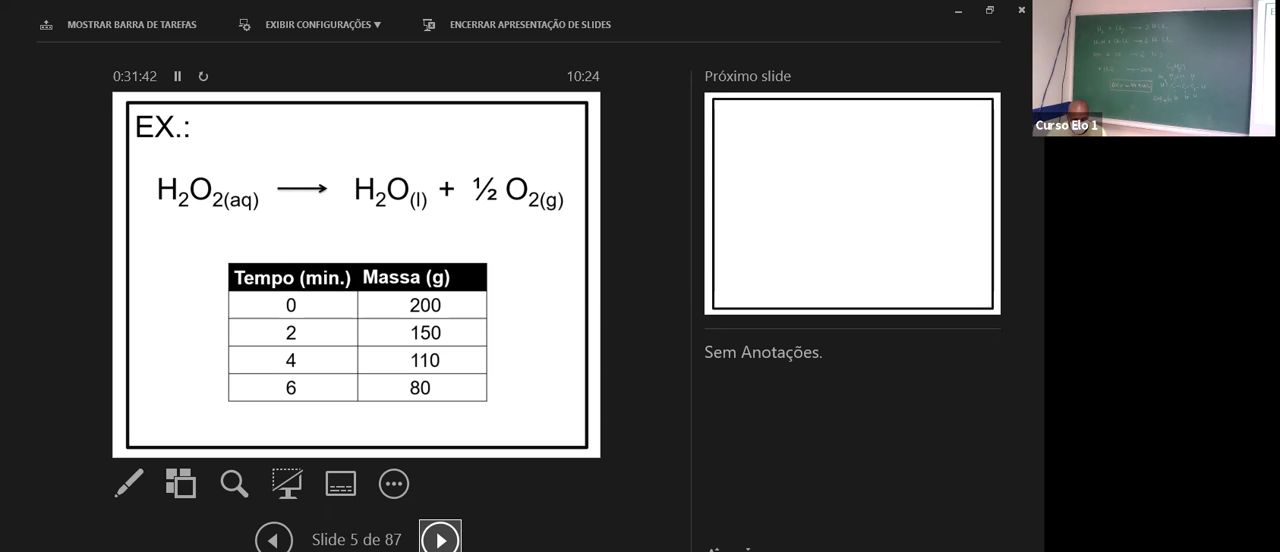 MOSTRAR BARRA DE TAREFAS EXIBIR CONFIGURAÇÕES ▼ ENCERRAR APRESENTAÇÃO DE SLIDES
0:31:42 10:24
EX.:
H₂O₂(aq) ⟶ H₂O(l) + ½ O₂(g)
Tempo (min.) Massa (g)
0 200
2 150
4 110
6 80
Slide 5 de 87
Próximo slide
Sem Anotações.
Curso Elo 1